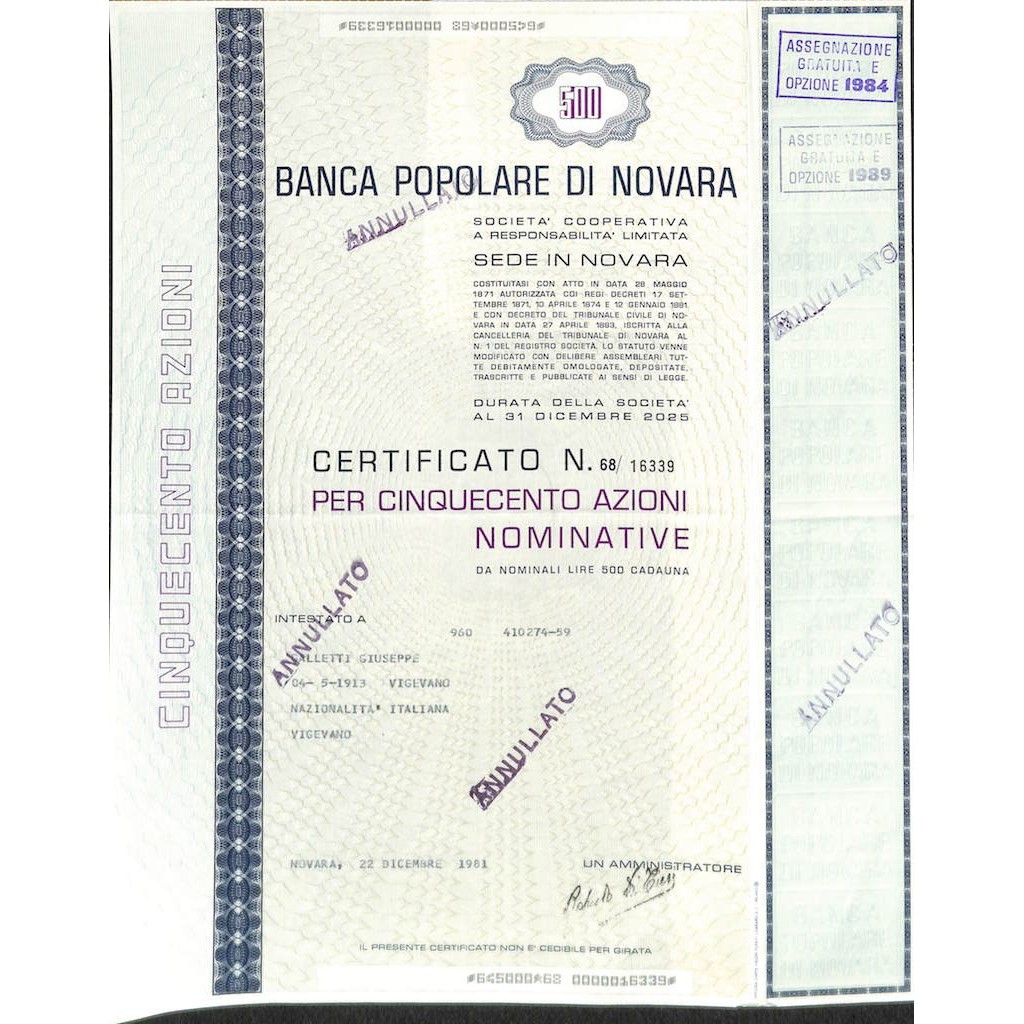 500
BANCA POPOLARE DI NOVARA
SOCIETA' COOPERATIVA
A RESPONSABILITA' LIMITATA
SEDE IN NOVARA
COSTITUITASI CON ATTO IN DATA 28 MAGGIO
1871 AUTORIZZATA COI REGI DECRETI 17 SET-
TEMBRE 1871, 10 APRILE 1874 E 12 GENNAIO 1881
E CON DECRETO DEL TRIBUNALE CIVILE DI NO-
VARA IN DATA 27 APRILE 1883, ISCRITTA ALLA
CANCELLERIA DEL TRIBUNALE DI NOVARA AL
N. 1 DEL REGISTRO SOCIETÀ. LO STATUTO VENNE
MODIFICATO CON DELIBERE ASSEMBLEARI TUT-
TE DEBITAMENTE OMOLOGATE, DEPOSITATE,
TRASCRITTE E PUBBLICATE AI SENSI DI LEGGE.
DURATA DELLA SOCIETA'
AL 31 DICEMBRE 2025
CERTIFICATO N. 68/ 16339
PER CINQUECENTO AZIONI
NOMINATIVE
DA NOMINALI LIRE 500 CADAUNA
INTESTATO A
960 410274-59
GIUSEPPE
04- 5-1913 VIGEVANO
NAZIONALITA' ITALIANA
VIGEVANO
NOVARA, 22 DICEMBRE 1981
UN AMMINISTRATORE
IL PRESENTE CERTIFICATO NON E' CEDIBILE PER GIRATA
645000A68 0000016339
CINQUECENTO AZIONI
ANNULLATO
ANNULLATO
ANNULLATO
ASSEGNAZIONE
GRATUITA E
OPZIONE 1984
ASSEGNAZIONE
GRATUITA E
OPZIONE 1989
ANNULLATO
ANNULLATO